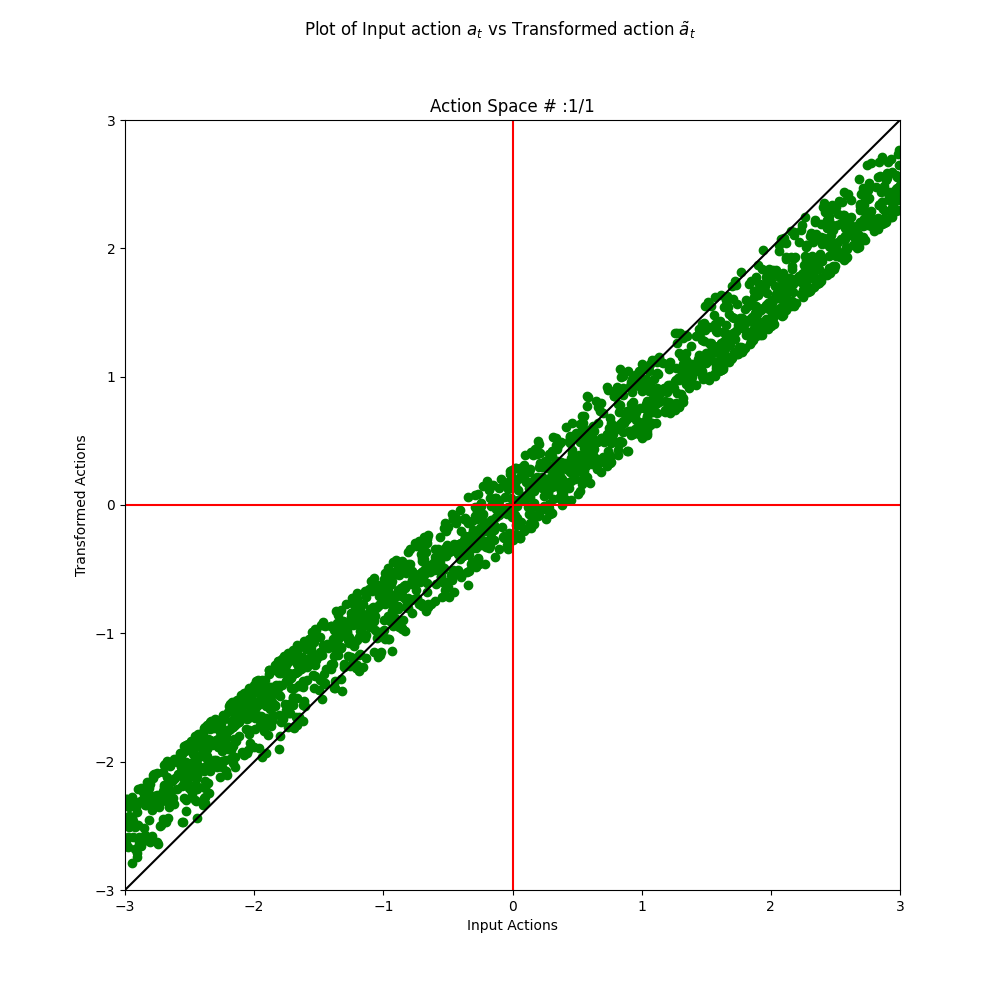 Plot of Input action $a_t$ vs Transformed action $\tilde{a}_t$
Action Space # :1/1
3
2
1
0
−1
−2
−3
Transformed Actions
−3 −2 −1 0 1 2 3
Input Actions